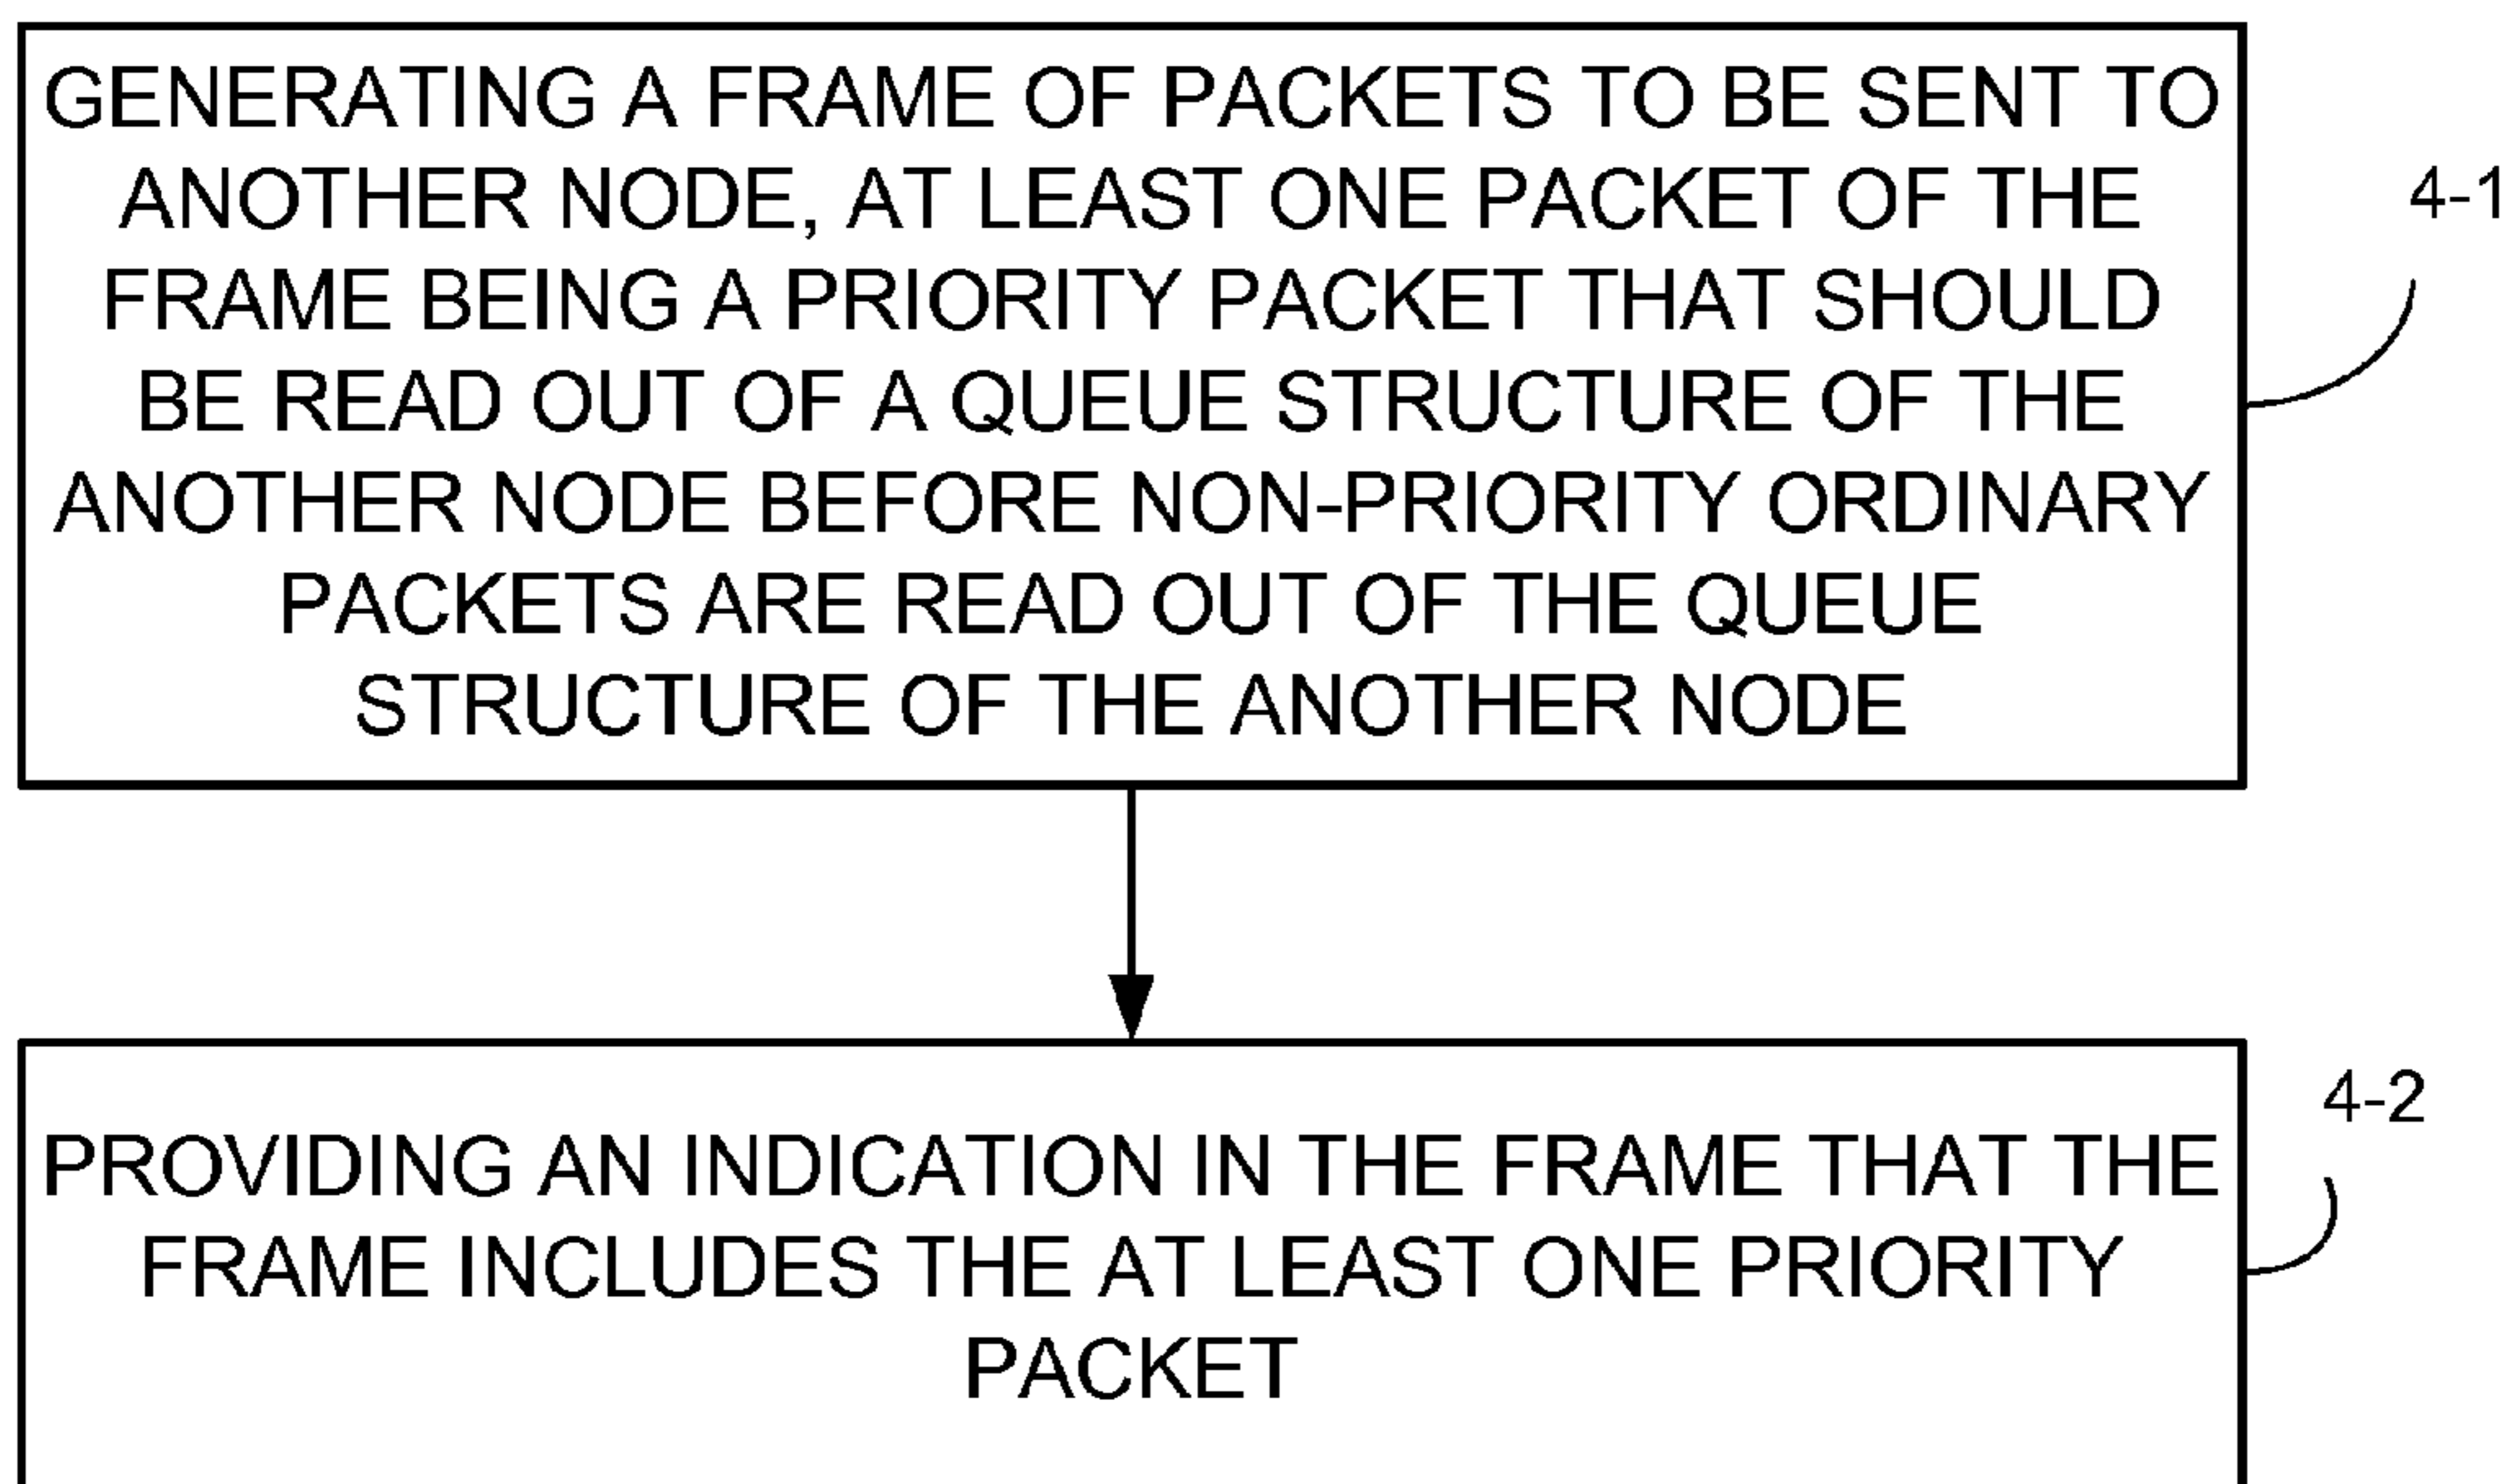 GENERATING A FRAME OF PACKETS TO BE SENT TO
ANOTHER NODE, AT LEAST ONE PACKET OF THE
FRAME BEING A PRIORITY PACKET THAT SHOULD
BE READ OUT OF A QUEUE STRUCTURE OF THE
ANOTHER NODE BEFORE NON-PRIORITY ORDINARY
PACKETS ARE READ OUT OF THE QUEUE
STRUCTURE OF THE ANOTHER NODE
4-1
PROVIDING AN INDICATION IN THE FRAME THAT THE
FRAME INCLUDES THE AT LEAST ONE PRIORITY
PACKET
4-2